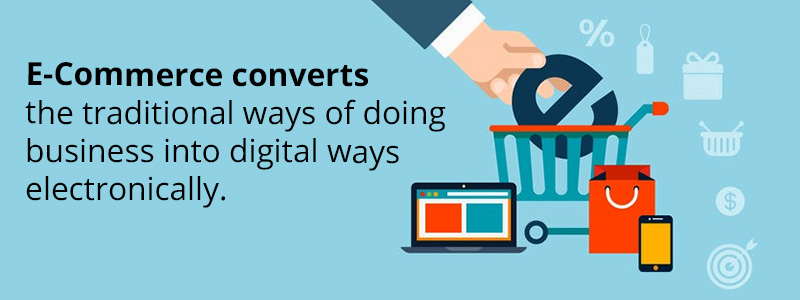 E-Commerce converts
the traditional ways of doing
business into digital ways
electronically.
%
e
$